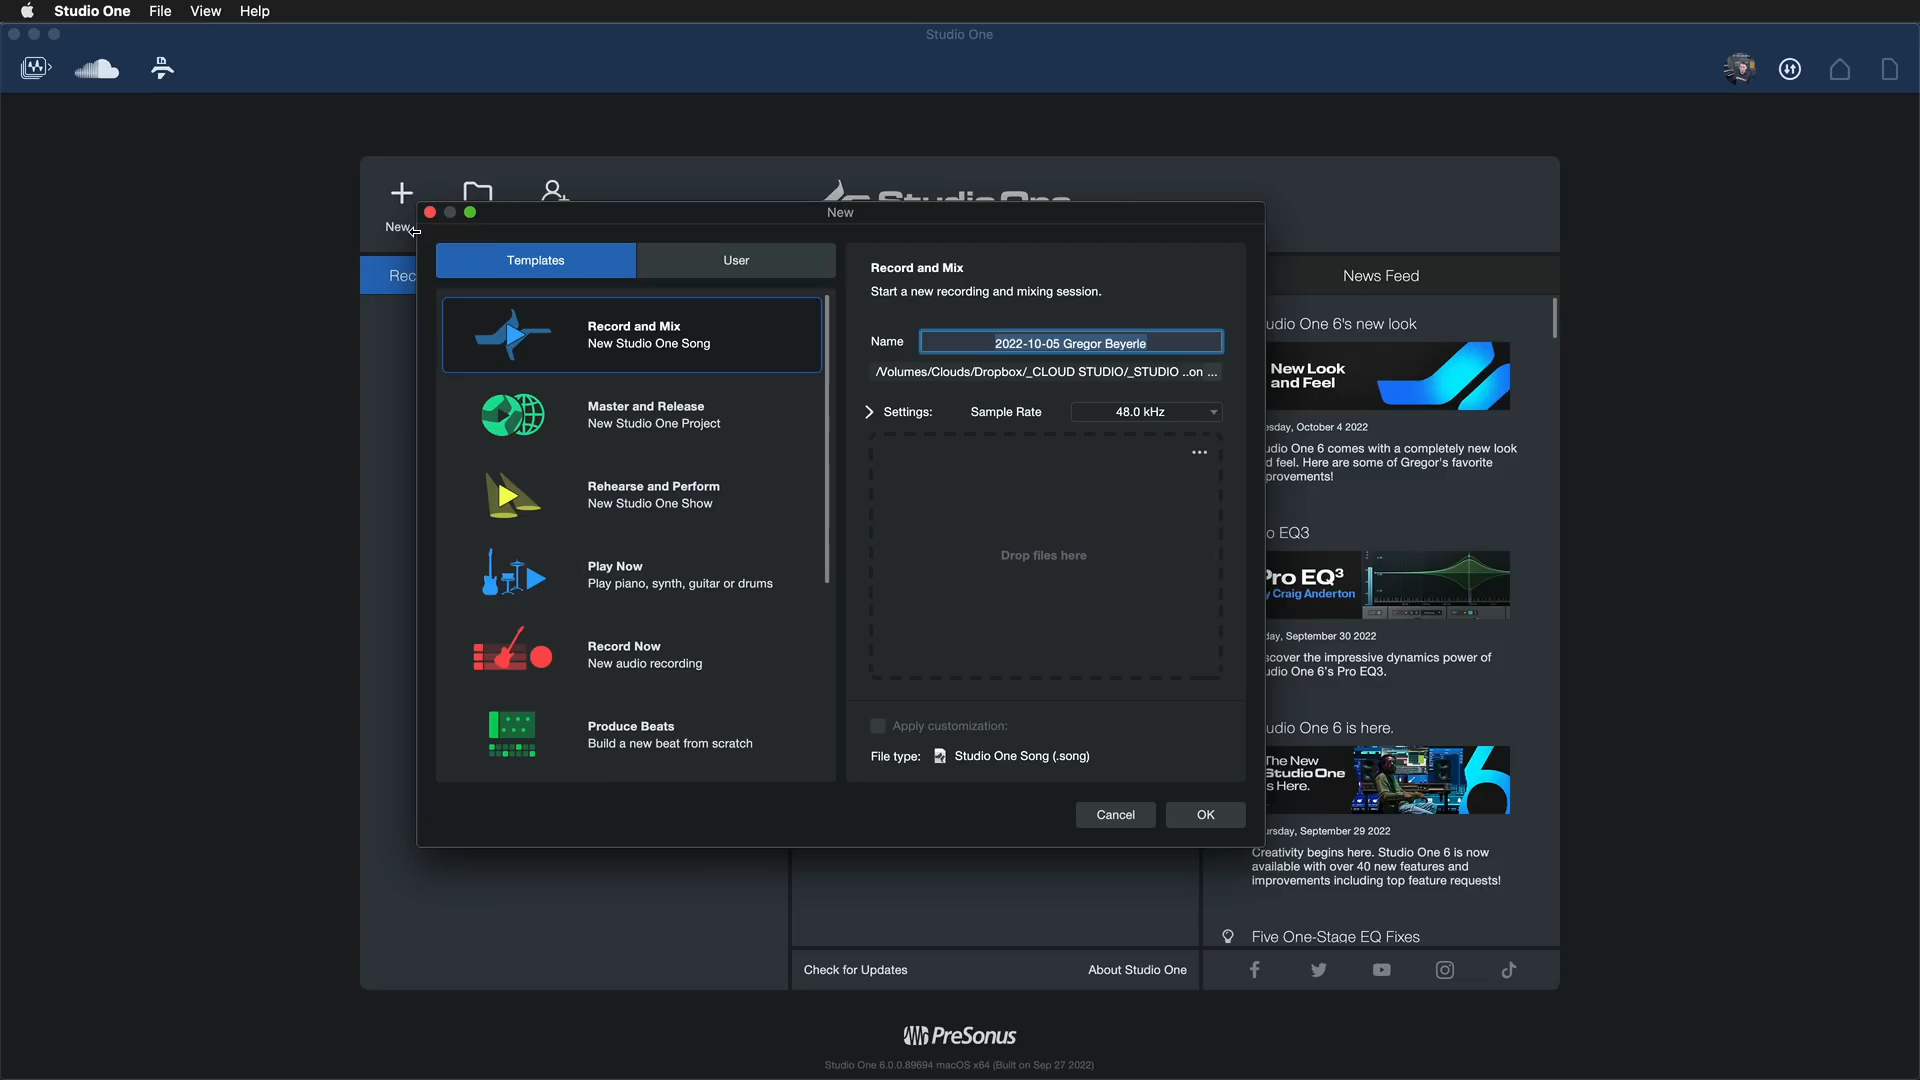 Studio One File View Help
Studio One
New
New
Rec
Templates
User
Record and Mix
New Studio One Song
Master and Release
New Studio One Project
Rehearse and Perform
New Studio One Show
Play Now
Play piano, synth, guitar or drums
Record Now
New audio recording
Produce Beats
Build a new beat from scratch
Record and Mix
Start a new recording and mixing session.
Name 2022-10-05 Gregor Beyerle
/Volumes/Clouds/Dropbox/_CLOUD STUDIO/_STUDIO ..on ...
Settings: Sample Rate 48.0 kHz
Drop files here
Apply customization:
File type: Studio One Song (.song)
Cancel
OK
News Feed
udio One 6's new look
New Look
and Feel
esday, October 4 2022
udio One 6 comes with a completely new look
d feel. Here are some of Gregor's favorite
provements!
o EQ3
Pro EQ³
y Craig Anderton
day, September 30 2022
scover the impressive dynamics power of
udio One 6's Pro EQ3.
udio One 6 is here.
The New
Studio One
s Here.
ursday, September 29 2022
Creativity begins here. Studio One 6 is now
available with over 40 new features and
improvements including top feature requests!
Five One-Stage EQ Fixes
Check for Updates
About Studio One
PreSonus
Studio One 6.0.0.89694 macOS x64 (Built on Sep 27 2022)